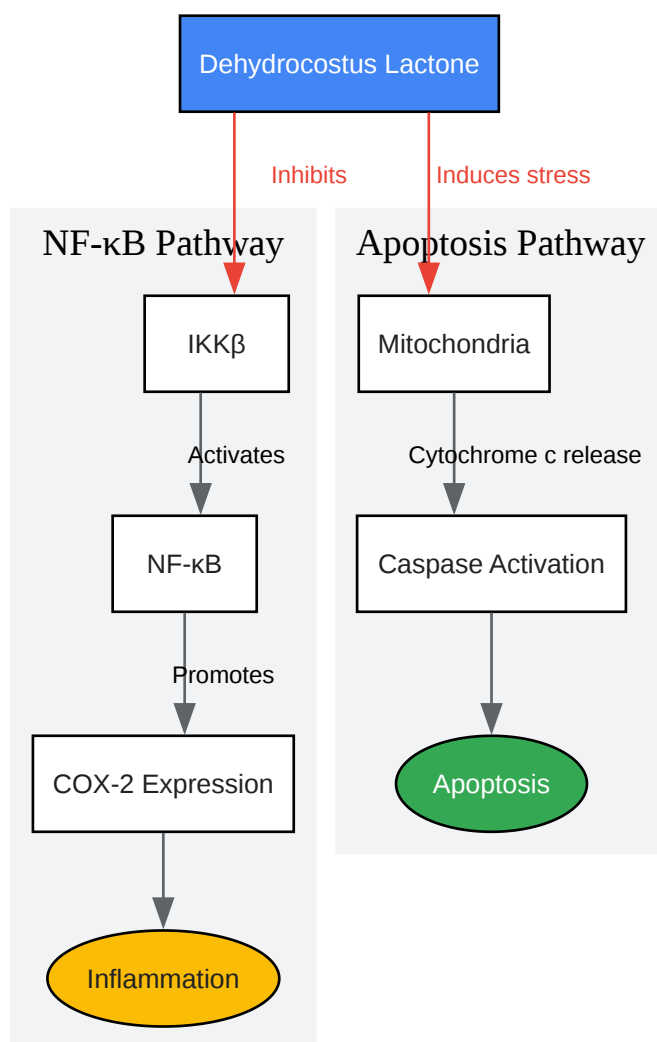 Dehydrocostus Lactone
Inhibits
Induces stress
NF-κB Pathway
Apoptosis Pathway
IKKβ
Mitochondria
Activates
Cytochrome c release
NF-κB
Caspase Activation
Promotes
COX-2 Expression
Apoptosis
Inflammation